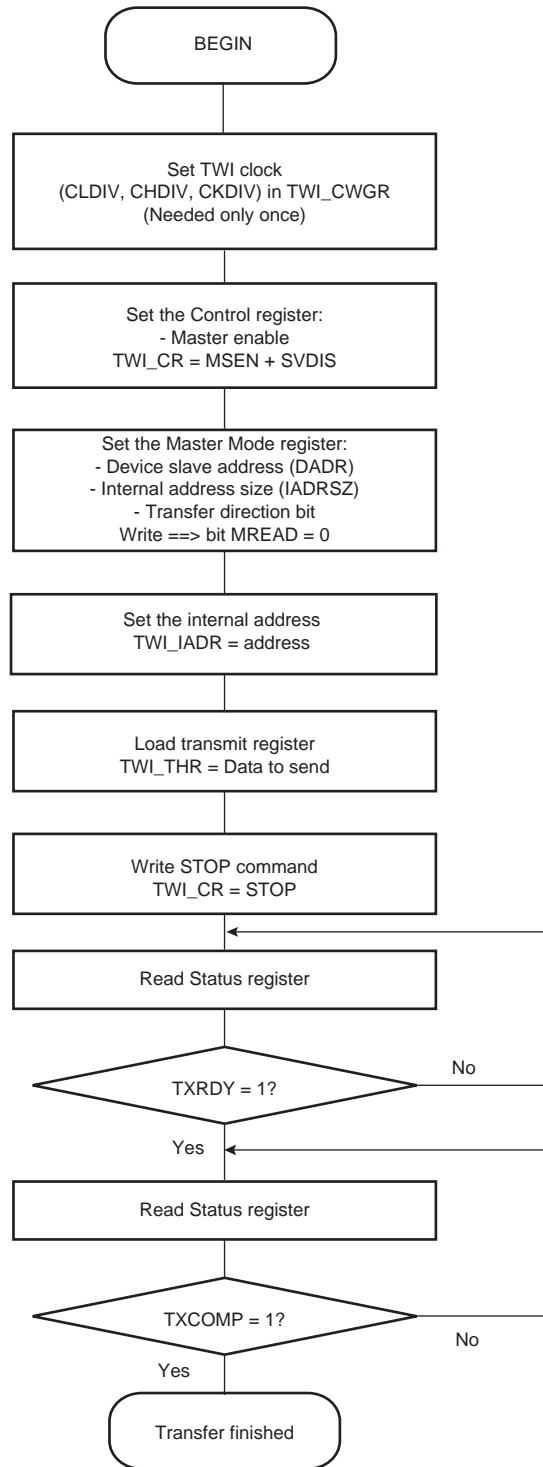 BEGIN
Set TWI clock
(CLDIV, CHDIV, CKDIV) in TWI_CWGR
(Needed only once)
Set the Control register:
- Master enable
TWI_CR = MSEN + SVDIS
Set the Master Mode register:
- Device slave address (DADR)
- Internal address size (IADRSZ)
- Transfer direction bit
Write ==> bit MREAD = 0
Set the internal address
TWI_IADR = address
Load transmit register
TWI_THR = Data to send
Write STOP command
TWI_CR = STOP
Read Status register
No
TXRDY = 1?
Yes
Read Status register
TXCOMP = 1?
No
Yes
Transfer finished